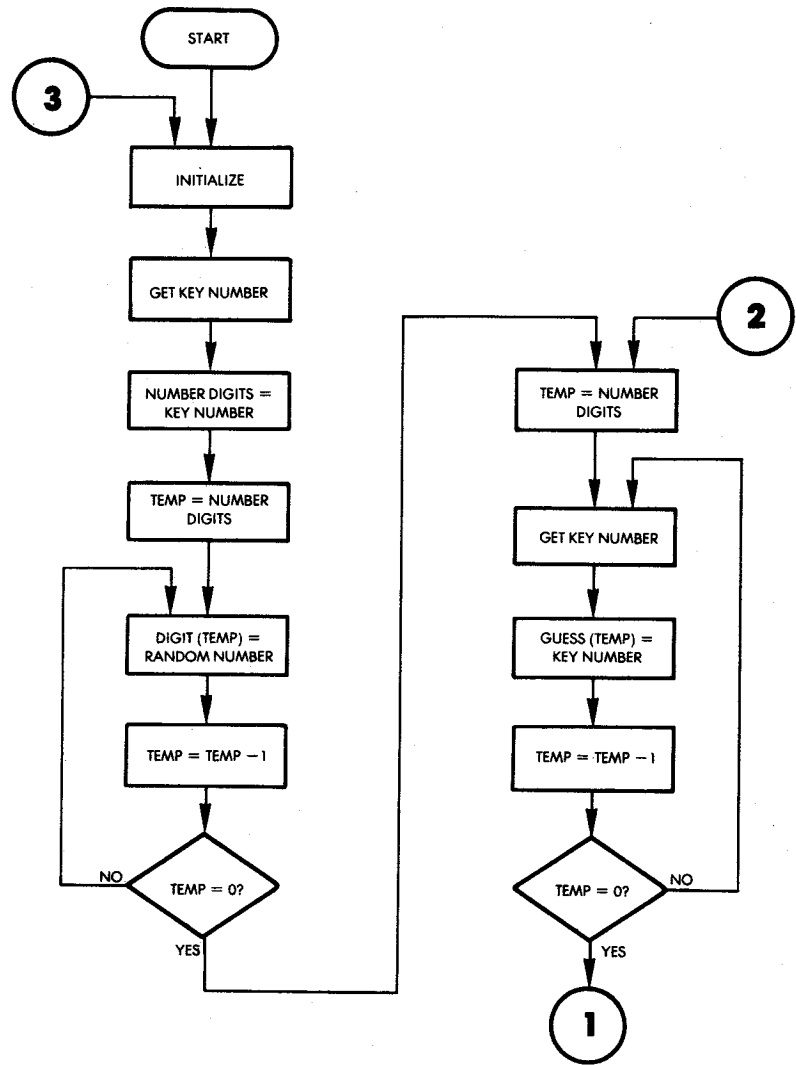 START
3
INITIALIZE
GET KEY NUMBER
NUMBER DIGITS =
KEY NUMBER
TEMP = NUMBER
DIGITS
DIGIT (TEMP) =
RANDOM NUMBER
TEMP = TEMP − 1
TEMP = 0?
NO
YES
2
TEMP = NUMBER
DIGITS
GET KEY NUMBER
GUESS (TEMP) =
KEY NUMBER
TEMP = TEMP − 1
TEMP = 0?
NO
YES
1